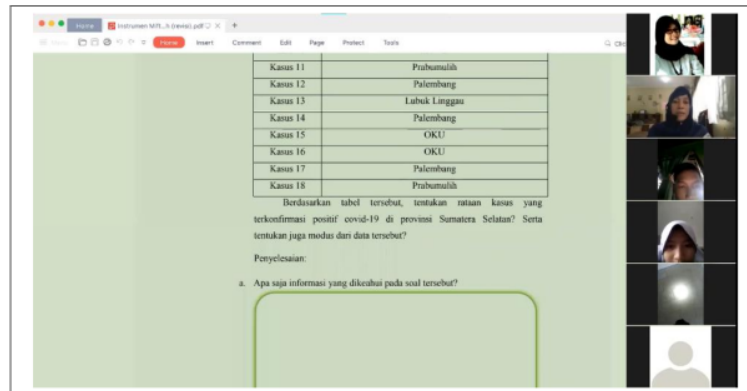 Home Instrumen MTL...h (revisi).pdf
Menu Home Insert Comment Edit Page Protect Tools
Kasus 11 Prabumulih
Kasus 12 Palembang
Kasus 13 Lubuk Linggau
Kasus 14 Palembang
Kasus 15 OKU
Kasus 16 OKU
Kasus 17 Palembang
Kasus 18 Prabumulih
Berdasarkan tabel tersebut, tentukan rataan kasus yang
terkonfirmasi positif covid-19 di provinsi Sumatera Selatan? Serta
tentukan juga modus dari data tersebut?
Penyelesaian:
a. Apa saja informasi yang dikeahui pada soal tersebut?